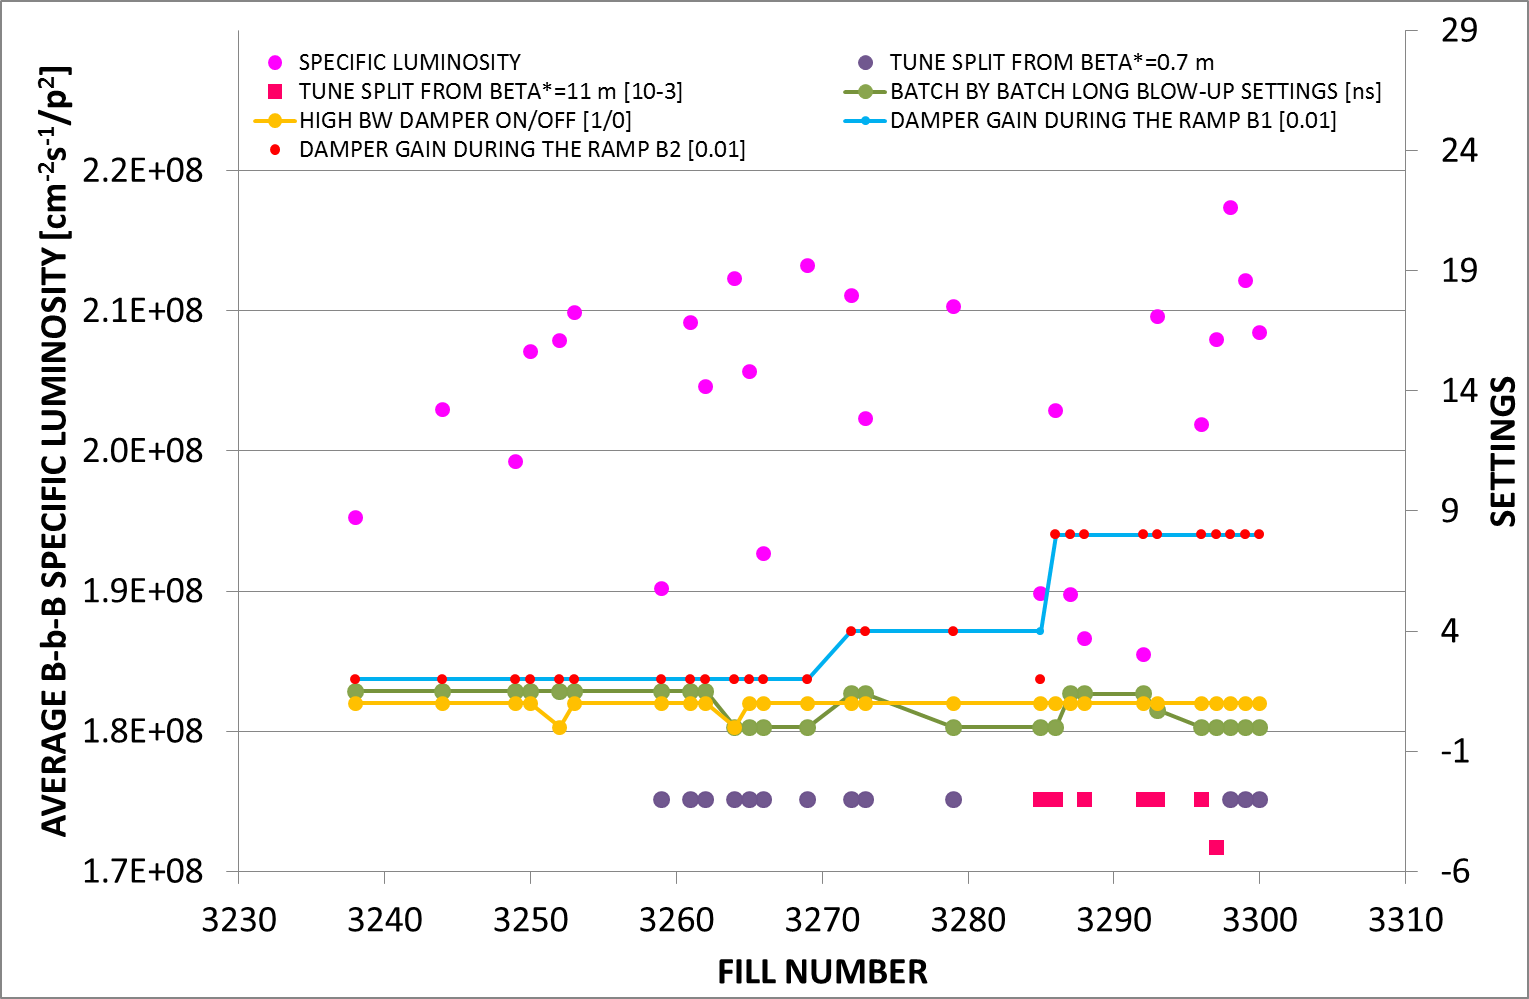 SPECIFIC LUMINOSITY
TUNE SPLIT FROM BETA*=0.7 m
TUNE SPLIT FROM BETA*=11 m [10-3]
BATCH BY BATCH LONG BLOW-UP SETTINGS [ns]
HIGH BW DAMPER ON/OFF [1/0]
DAMPER GAIN DURING THE RAMP B1 [0.01]
DAMPER GAIN DURING THE RAMP B2 [0.01]
AVERAGE B-b-B SPECIFIC LUMINOSITY [cm⁻²s⁻¹/p²]
2.2E+08
2.1E+08
2.0E+08
1.9E+08
1.8E+08
1.7E+08
29
24
19
14
9
4
-1
-6
SETTINGS
3230 3240 3250 3260 3270 3280 3290 3300 3310
FILL NUMBER